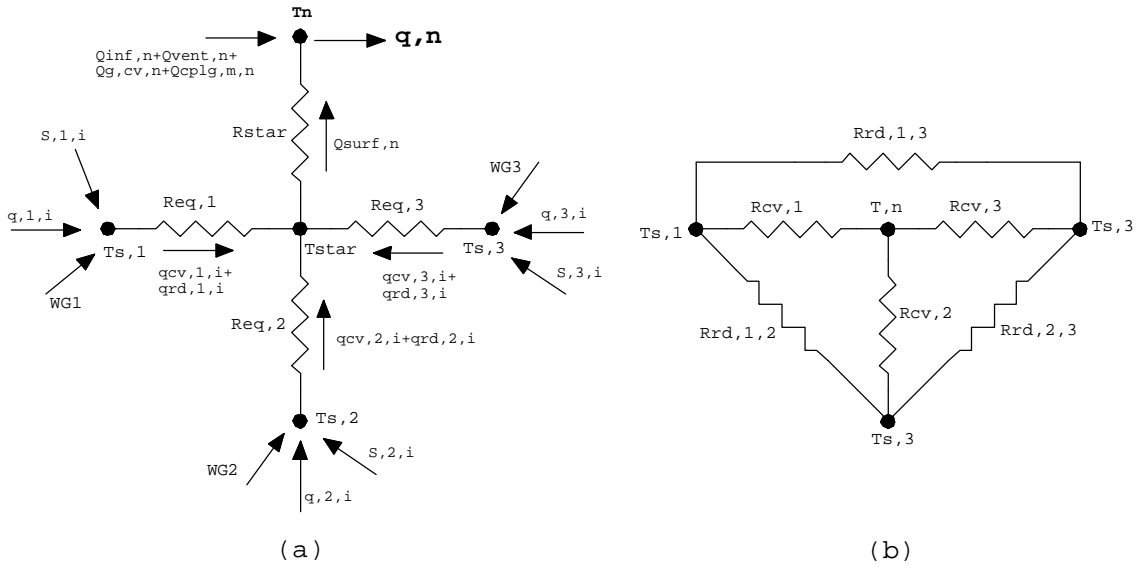 Tn
q,n
Qinf,n+Qvent,n+
Qg,cv,n+Qcplg,m,n
Rstar
Qsurf,n
S,1,i
WG3
q,1,i
Req,1
Req,3
q,3,i
Ts,1
Tstar
Ts,3
qcv,1,i+
qrd,1,i
qcv,3,i+
qrd,3,i
S,3,i
WG1
Req,2
qcv,2,i+qrd,2,i
Ts,2
WG2
S,2,i
q,2,i
(a)
Rrd,1,3
Rcv,1
T,n
Rcv,3
Ts,1
Ts,3
Rcv,2
Rrd,1,2
Rrd,2,3
Ts,3
(b)